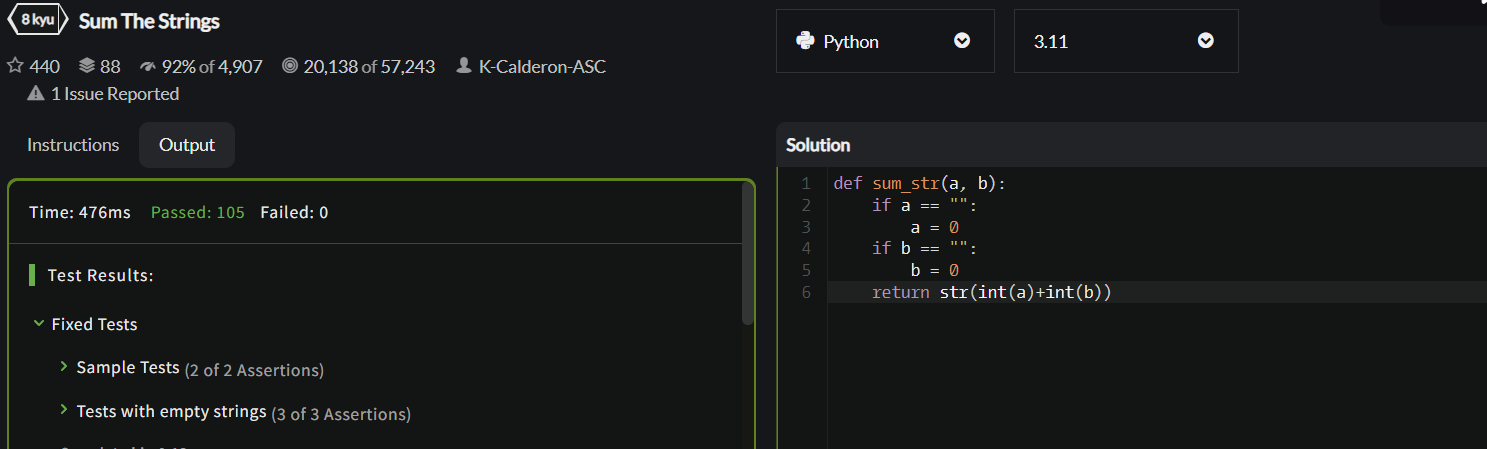 8 kyu Sum The Strings
440 88 92% of 4,907 20,138 of 57,243 K-Calderon-ASC
1 Issue Reported
Instructions Output
Time: 476ms Passed: 105 Failed: 0
Test Results:
Fixed Tests
Sample Tests (2 of 2 Assertions)
Tests with empty strings (3 of 3 Assertions)
Python 3.11
Solution
1 def sum_str(a, b):
2 if a == "":
3 a = 0
4 if b == "":
5 b = 0
6 return str(int(a)+int(b))